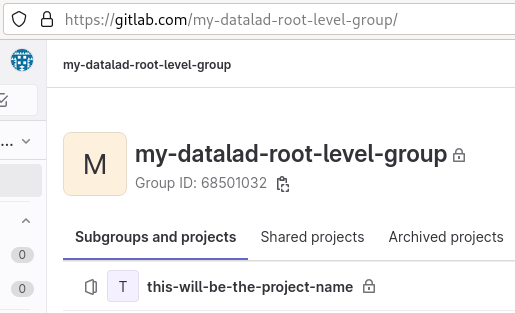 https://gitlab.com/my-datalad-root-level-group/
my-datalad-root-level-group
...
M
my-datalad-root-level-group
Group ID: 68501032
Subgroups and projects Shared projects Archived projects
0
T this-will-be-the-project-name
0